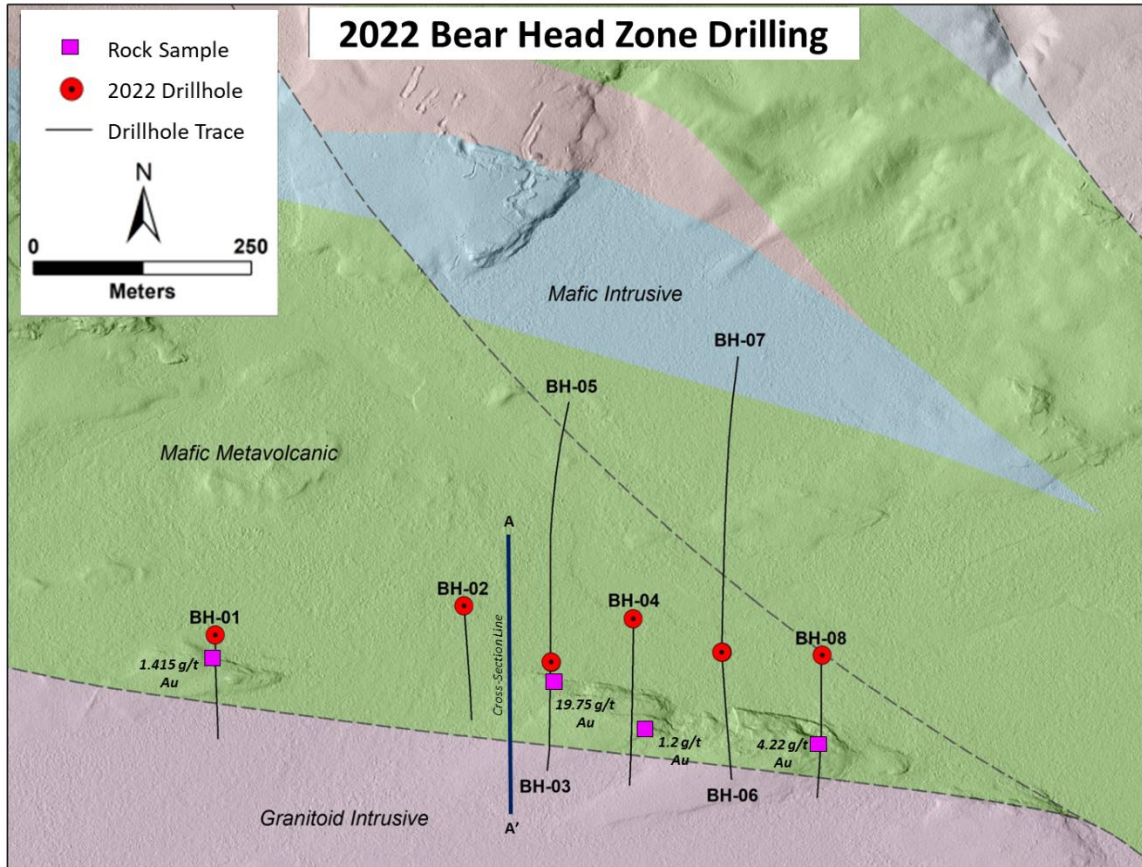 2022 Bear Head Zone Drilling
Rock Sample
2022 Drillhole
Drillhole Trace
N
0 250
Meters
Mafic Intrusive
BH-07
BH-05
Mafic Metavolcanic
A
BH-02
BH-04
BH-01
BH-08
Cross-Section Line
1.415 g/t
Au
19.75 g/t
Au
1.2 g/t
Au
4.22 g/t
Au
BH-03
BH-06
Granitoid Intrusive
A'